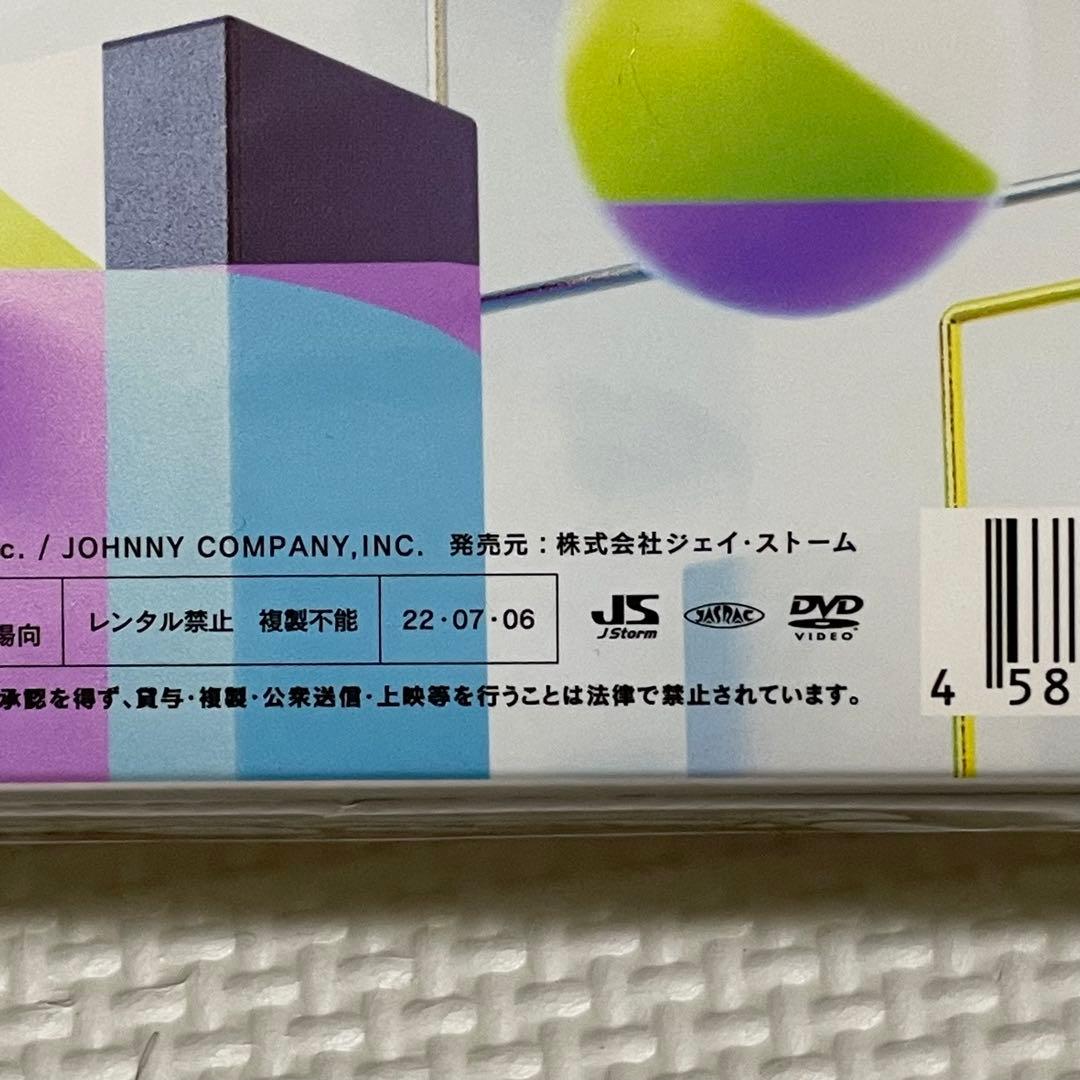 c. / JOHNNY COMPANY,INC. 発売元：株式会社ジェイ・ストーム
陽向 レンタル禁止 複製不能 22・07・06 JS J Storm JASRAC DVD VIDEO
承認を得ず、貸与・複製・公衆送信・上映等を行うことは法律で禁止されています。
4 58